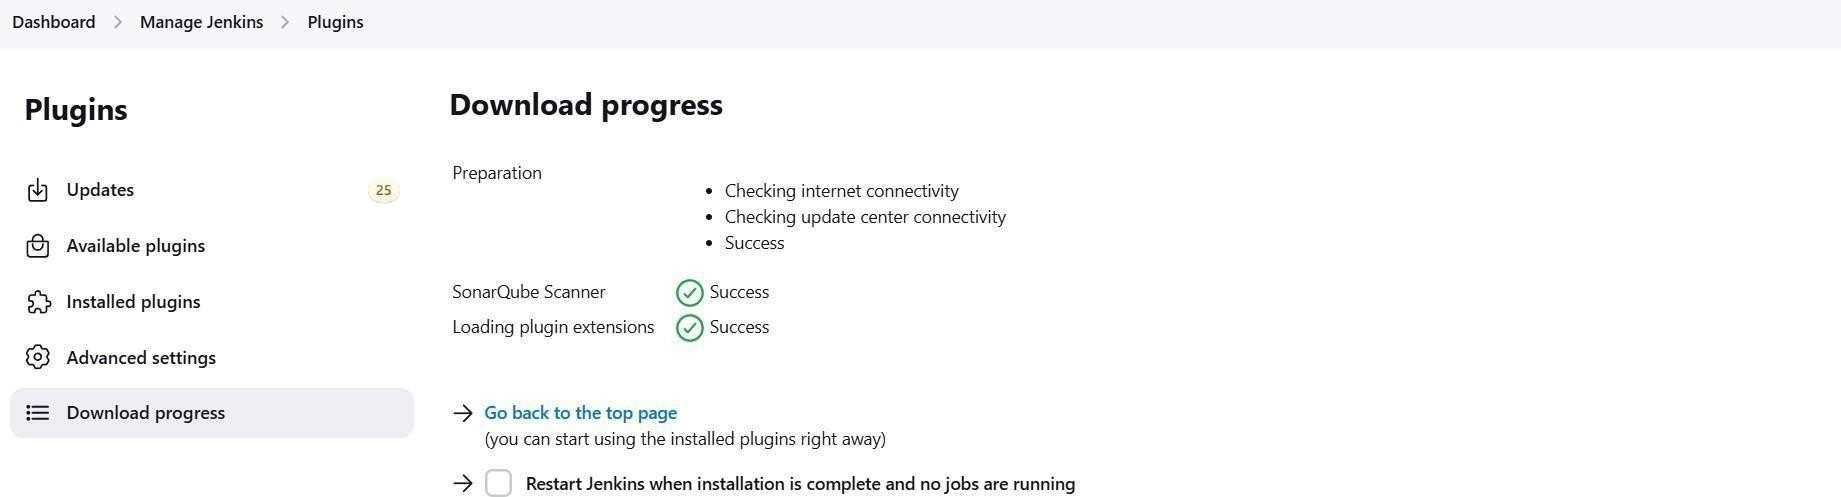 Dashboard > Manage Jenkins > Plugins
Plugins
Updates 25
Available plugins
Installed plugins
Advanced settings
Download progress
Download progress
Preparation
• Checking internet connectivity
• Checking update center connectivity
• Success
SonarQube Scanner Success
Loading plugin extensions Success
→ Go back to the top page
(you can start using the installed plugins right away)
→ Restart Jenkins when installation is complete and no jobs are running